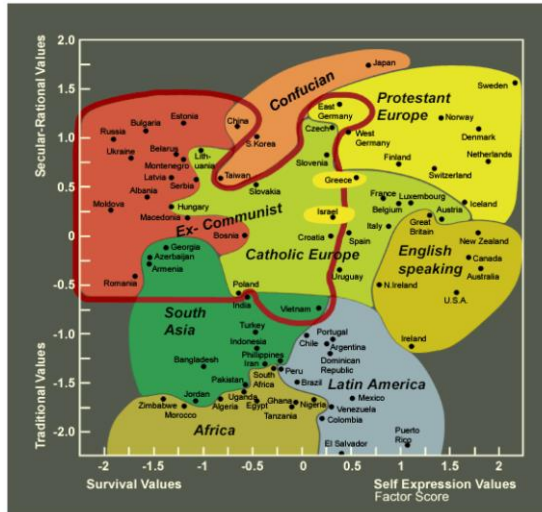 2.0
1.5
1.0
0.5
0
-0.5
-1.0
-1.5
-2.0
Secular-Rational Values
Traditional Values
Japan
Confucian
Sweden
East
Germany
Protestant
Europe
Norway
Denmark
Estonia
Bulgaria
China
S.Korea
Czech
West
Germany
Russia
Ukraine
Belarus
Lith-
uania
Montenegro
Slovenia
Finland
Switzerland
Netherlands
Latvia
Serbia
Taiwan
Slovakia
Greece
Albania
Hungary
France
Luxembourg
Iceland
Belgium
Moldova
Macedonia
Ex- Communist
Israel
Great
Britain
Austria
Bosnia
Croatia
Spain
Italy
New Zealand
Georgia
Azerbaijan
Armenia
Catholic Europe
English
speaking
Canada
Australia
Romania
Poland
India
Uruguay
N.Ireland
U.S.A.
South
Asia
Vietnam
Turkey
Indonesia
Phillippines
Iran
Chile
Portugal
Argentina
Dominican
Republic
Ireland
Bangladesh
South
Africa
Peru
Brazil
Latin America
Pakistan
Jordan
Uganda
Zimbabwe
Morocco
Algeria
Egypt
Ghana
Tanzania
Nigeria
Mexico
Venezuela
Colombia
Africa
El Salvador
Puerto
Rico
-2
-1.5
-1
-0.5
0
0.5
1
1.5
2
Survival Values
Self Expression Values
Factor Score